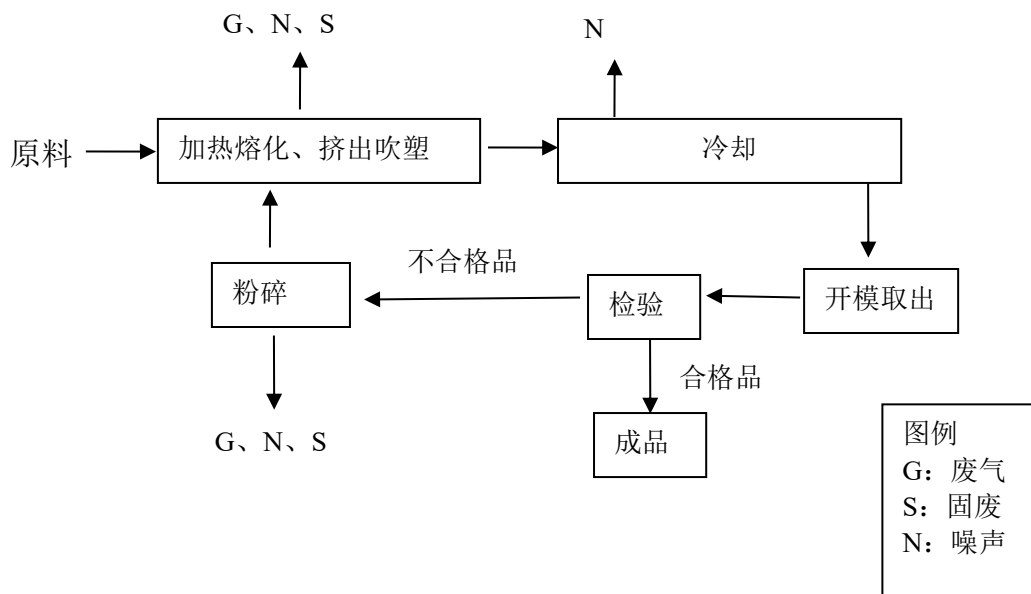 G、N、S
N
原料
加热熔化、挤出吹塑
冷却
不合格品
粉碎
检验
开模取出
合格品
G、N、S
成品
图例
G：废气
S：固废
N：噪声